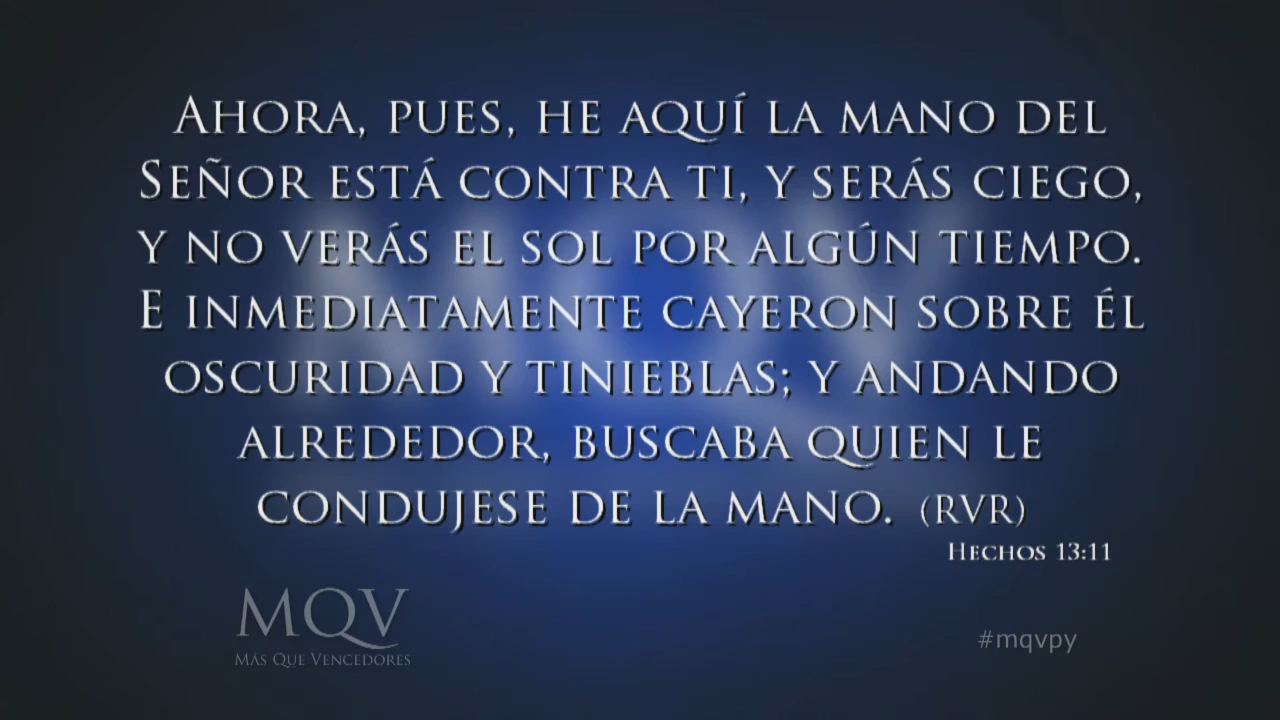 Ahora, pues, he aquí la mano del
Señor está contra ti, y serás ciego,
y no verás el sol por algún tiempo.
E inmediatamente cayeron sobre él
oscuridad y tinieblas; y andando
alrededor, buscaba quien le
condujese de la mano. (RVR)
Hechos 13:11
MQV
Más Que Vencedores
#mqvpy